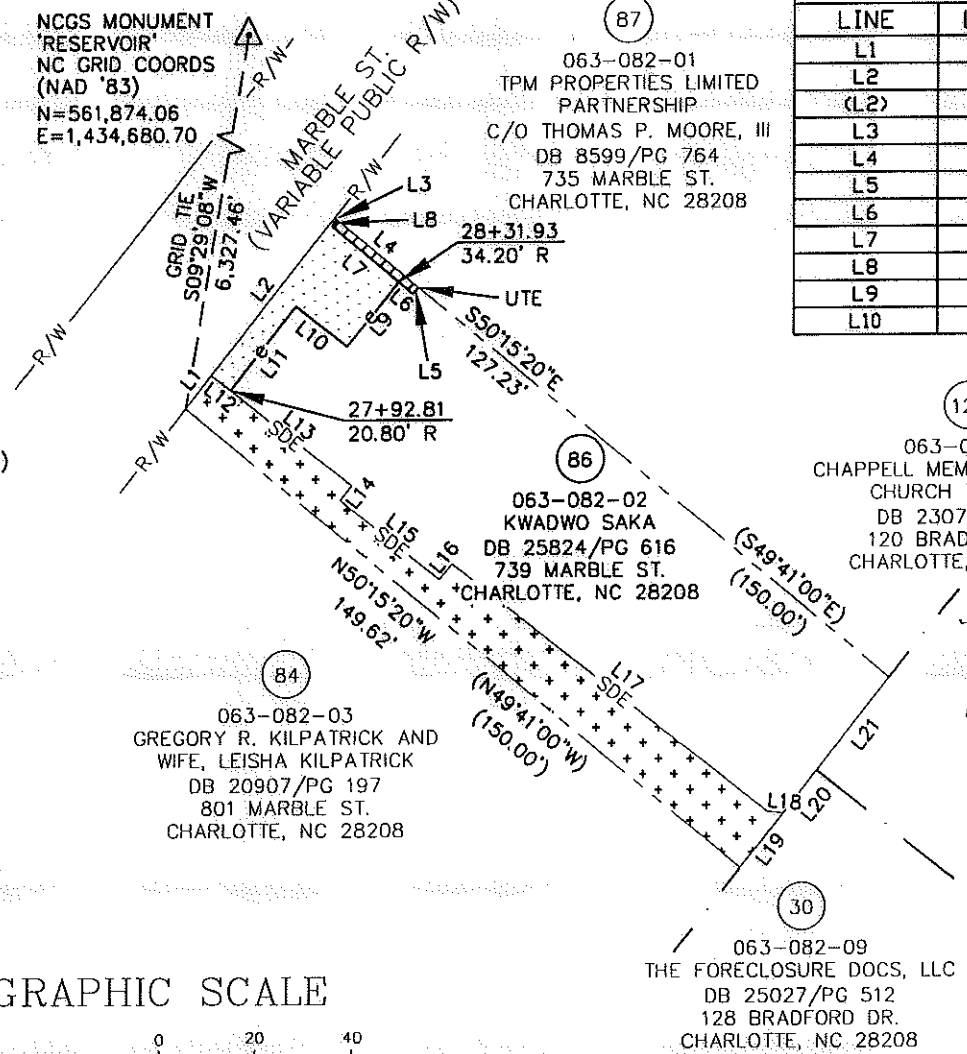 NCGS MONUMENT
'RESERVOIR'
NC GRID COORDS
(NAD '83)
N=561,874.06
E=1,434,680.70
R/W
MARBLE ST.
(VARIABLE PUBLIC R/W)
87
063-082-01
TPM PROPERTIES LIMITED
PARTNERSHIP
C/O THOMAS P. MOORE, III
DB 8599/PG 764
735 MARBLE ST.
CHARLOTTE, NC 28208
LINE
L1
L2
(L2)
L3
L4
L5
L6
L7
L8
L9
L10
GRID TIE
S09°29'08"W
6,327.46'
R/W
R/W
R/W
L3
L8
L4
L7
28+31.93
34.20' R
L6
UTE
L5
L2
L10
e
L9
e
L11
L1
L12
27+92.81
20.80' R
L13
SDE
L14
L15
SDE
L16
S50°15'20"E
127.23'
86
063-082-02
KWADWO SAKA
DB 25824/PG 616
739 MARBLE ST.
CHARLOTTE, NC 28208
12
063-0
CHAPPELL MEM
CHURCH
DB 2307
120 BRAD
CHARLOTTE,
(S49°41'00"E)
(150.00')
)
N50°15'20"W
149.62'
(N49°41'00"W)
(150.00')
L17
SDE
L18
L19
L20
L21
84
063-082-03
GREGORY R. KILPATRICK AND
WIFE, LEISHA KILPATRICK
DB 20907/PG 197
801 MARBLE ST.
CHARLOTTE, NC 28208
30
063-082-09
THE FORECLOSURE DOCS, LLC
DB 25027/PG 512
128 BRADFORD DR.
CHARLOTTE, NC 28208
GRAPHIC SCALE
0 20 40